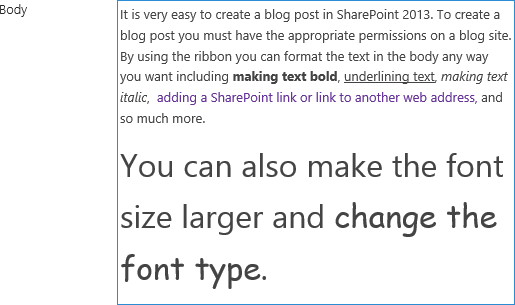 Body
It is very easy to create a blog post in SharePoint 2013. To create a
blog post you must have the appropriate permissions on a blog site.
By using the ribbon you can format the text in the body any way
you want including making text bold, underlining text, making text
italic, adding a SharePoint link or link to another web address, and
so much more.
You can also make the font
size larger and change the
font type.